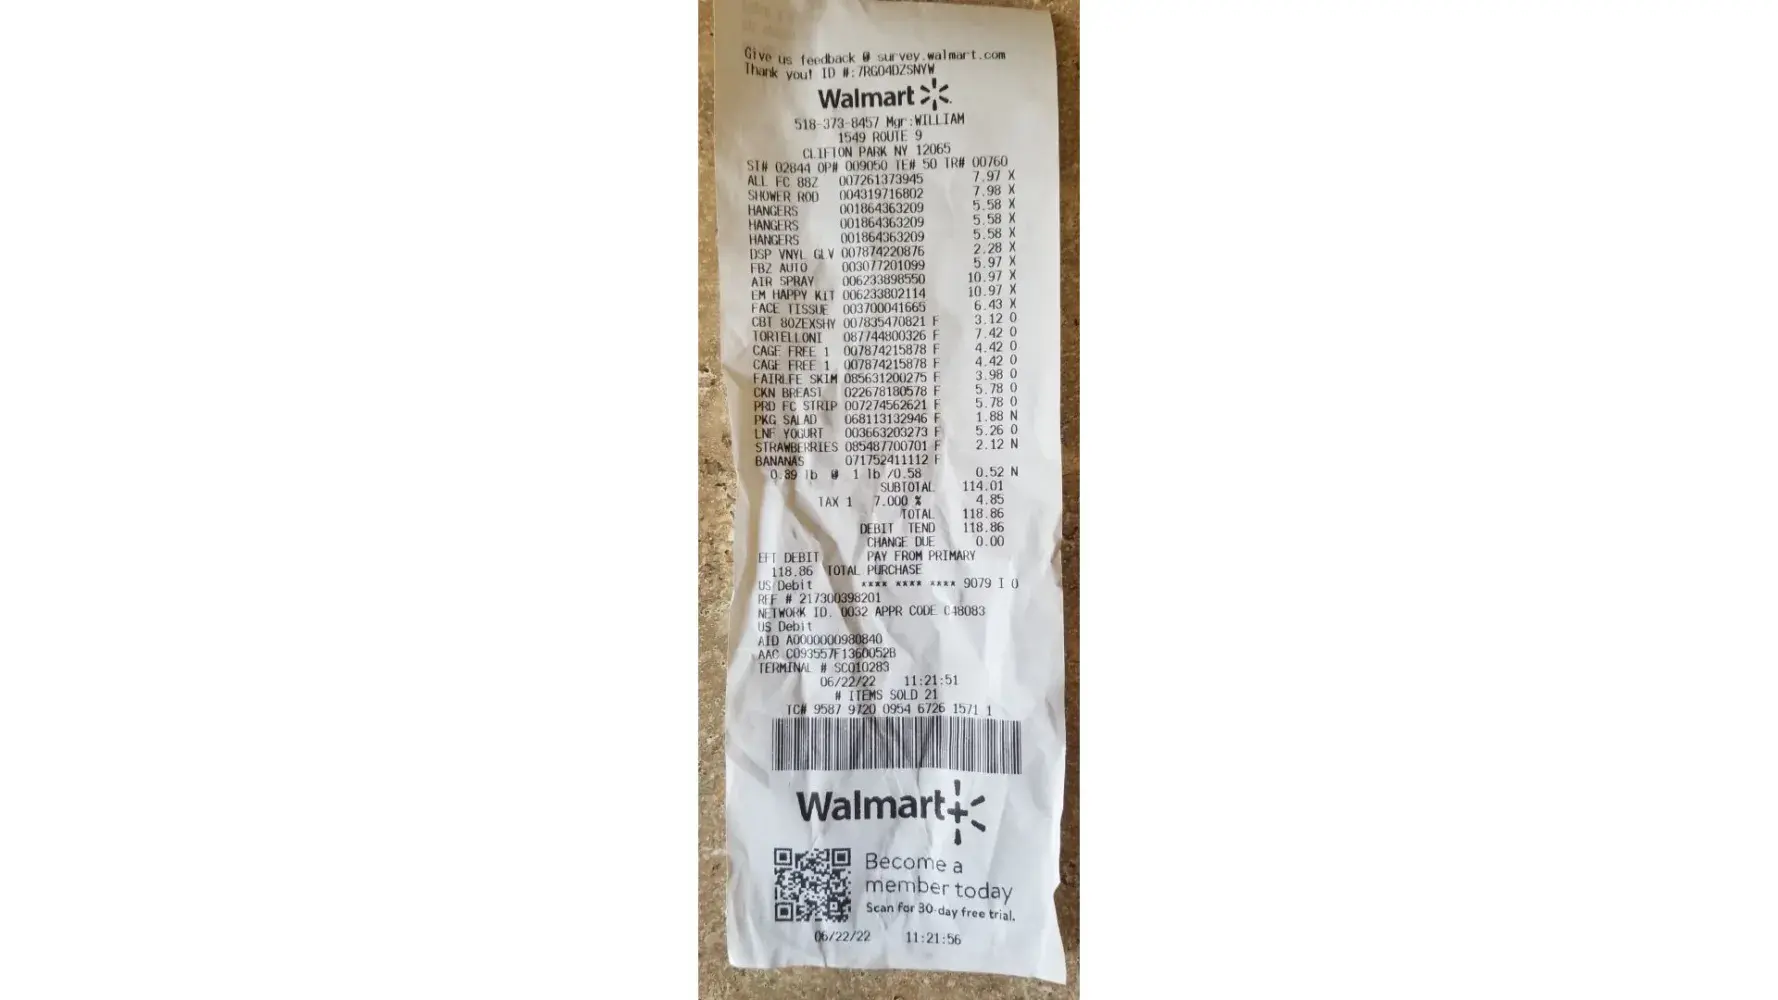 Give us feedback @ survey.walmart.com
Thank you! ID #:7RG04DZSNYW
Walmart
518-373-8457 Mgr:WILLIAM
1549 ROUTE 9
CLIFTON PARK NY 12065
ST# 02844 OP# 009050 TE# 50 TR# 00760
ALL FC 88Z 007261373945 7.97 X
SHOWER ROD 004319716802 7.98 X
HANGERS 001864363209 5.58 X
HANGERS 001864363209 5.58 X
HANGERS 001864363209 5.58 X
DSP VNYL GLV 007874220876 2.28 X
FBZ AUTO 003077201099 5.97 X
AIR SPRAY 006233898550 10.97 X
EM HAPPY KIT 006233802114 10.97 X
FACE TISSUE 003700041665 6.43 X
CBT 8OZEXSHY 007835470821 F 3.12 O
TORTELLONI 087744800326 F 7.42 O
CAGE FREE 1 007874215878 F 4.42 O
CAGE FREE 1 007874215878 F 4.42 O
FAIRLFE SKIM 085631200275 F 3.98 O
CKN BREAST 022678180578 F 5.78 O
PRD FC STRIP 007274562621 F 5.78 O
PKG SALAD 068113132946 F 1.88 N
LNF YOGURT 003663203273 F 5.26 O
STRAWBERRIES 085487700701 F 2.12 N
BANANAS 071752411112 F
0.89 lb @ 1 lb /0.58 0.52 N
SUBTOTAL 114.01
TAX 1 7.000 % 4.85
TOTAL 118.86
DEBIT TEND 118.86
CHANGE DUE 0.00
EFT DEBIT PAY FROM PRIMARY
118.86 TOTAL PURCHASE
US Debit **** **** **** 9079 I 0
REF # 217300398201
NETWORK ID. 0032 APPR CODE 048083
US Debit
AID A0000000980840
AAC C093557F1360052B
TERMINAL # SC010283
06/22/22 11:21:51
# ITEMS SOLD 21
TC# 9587 9720 0954 6726 1571 1
Walmart+
Become a
member today
Scan for 30-day free trial.
06/22/22 11:21:56